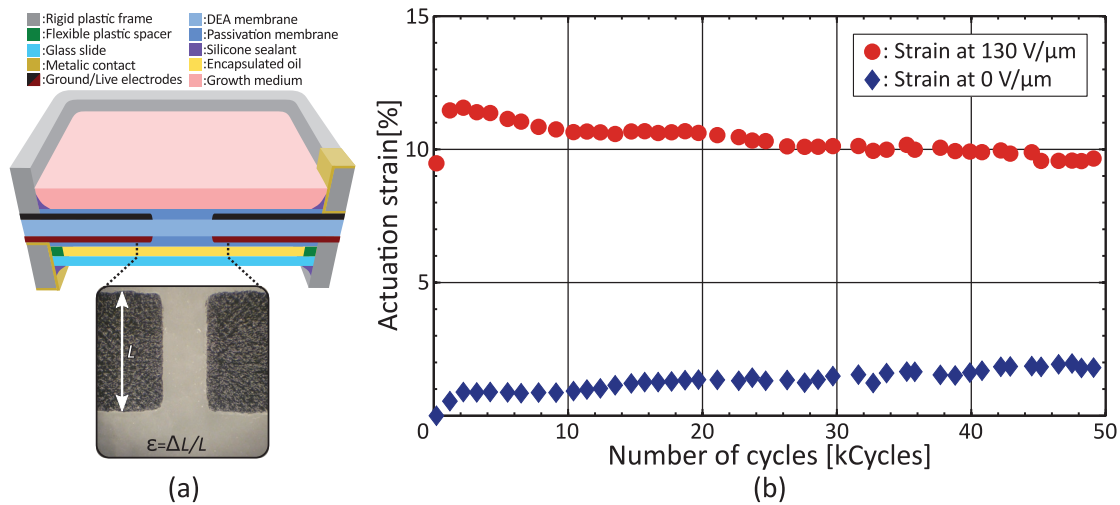 :Rigid plastic frame
:Flexible plastic spacer
:Glass slide
:Metalic contact
:Ground/Live electrodes
:DEA membrane
:Passivation membrane
:Silicone sealant
:Encapsulated oil
:Growth medium
L
ε=ΔL/L
(a)
Actuation strain[%]
15
10
5
: Strain at 130 V/μm
: Strain at 0 V/μm
0
10
20
30
40
50
Number of cycles [kCycles]
(b)